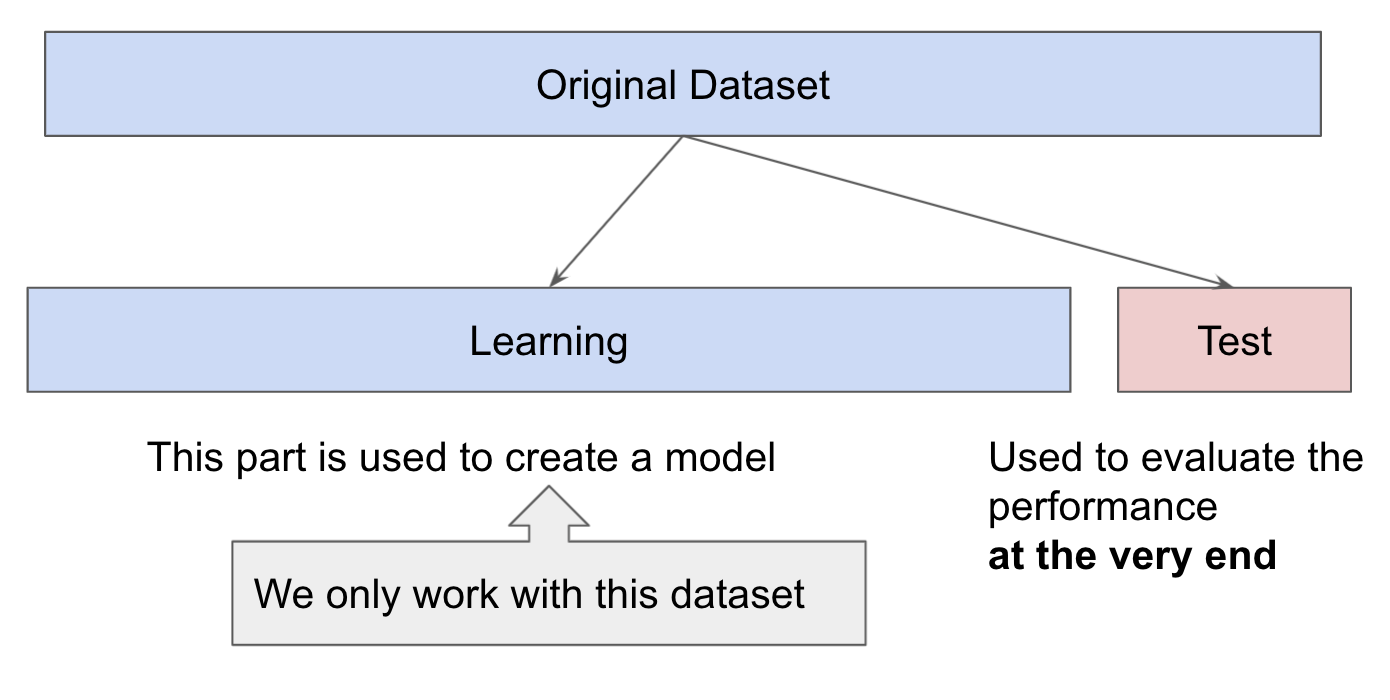 Original Dataset
Learning
Test
This part is used to create a model
Used to evaluate the
performance
at the very end
We only work with this dataset